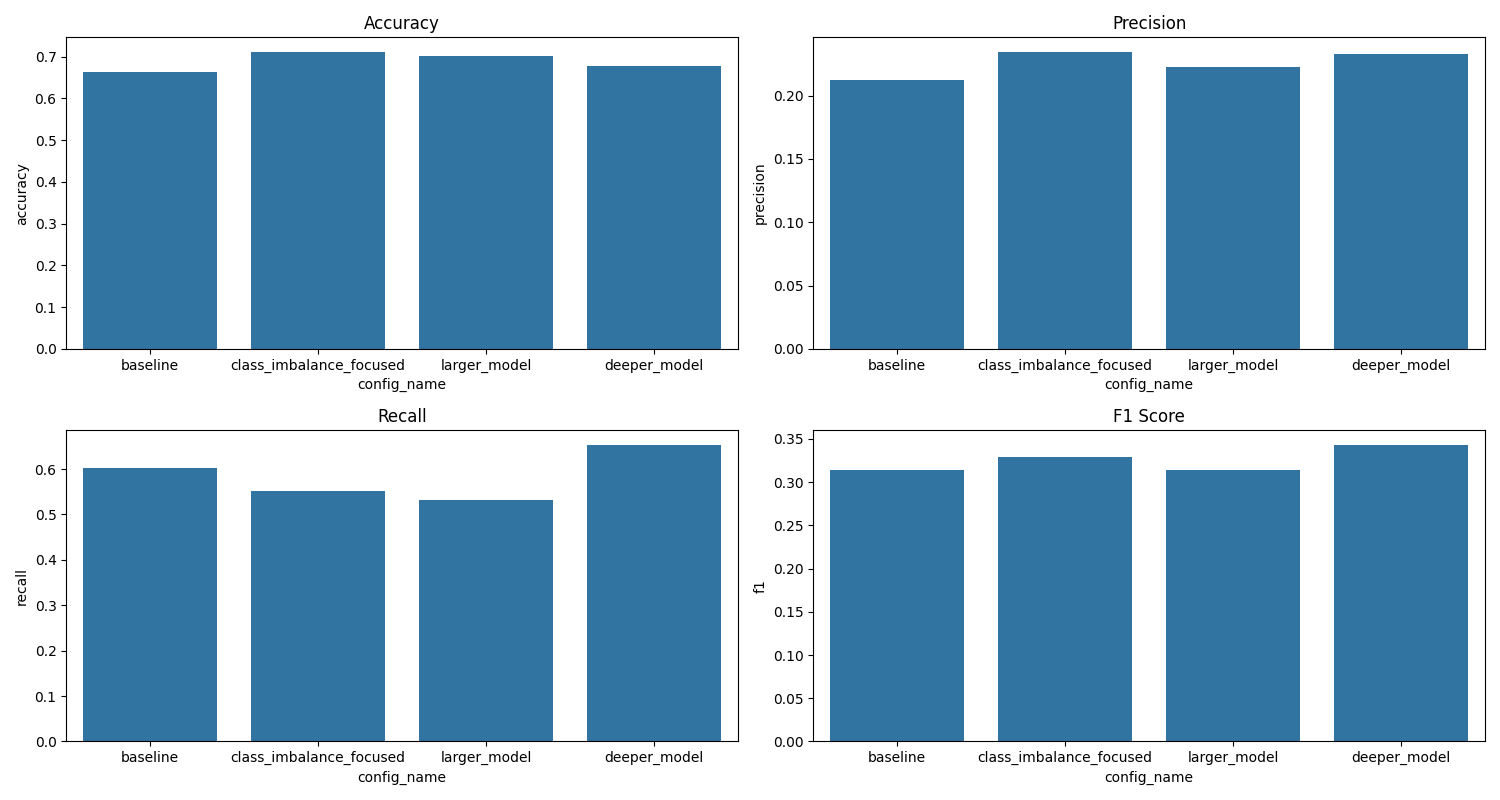 Accuracy
0.7
0.6
0.5
0.4
0.3
0.2
0.1
0.0
accuracy
baseline class_imbalance_focused larger_model deeper_model
config_name
Precision
0.20
0.15
0.10
0.05
0.00
precision
baseline class_imbalance_focused larger_model deeper_model
config_name
Recall
0.6
0.5
0.4
0.3
0.2
0.1
0.0
recall
baseline class_imbalance_focused larger_model deeper_model
config_name
F1 Score
0.35
0.30
0.25
0.20
0.15
0.10
0.05
0.00
f1
baseline class_imbalance_focused larger_model deeper_model
config_name